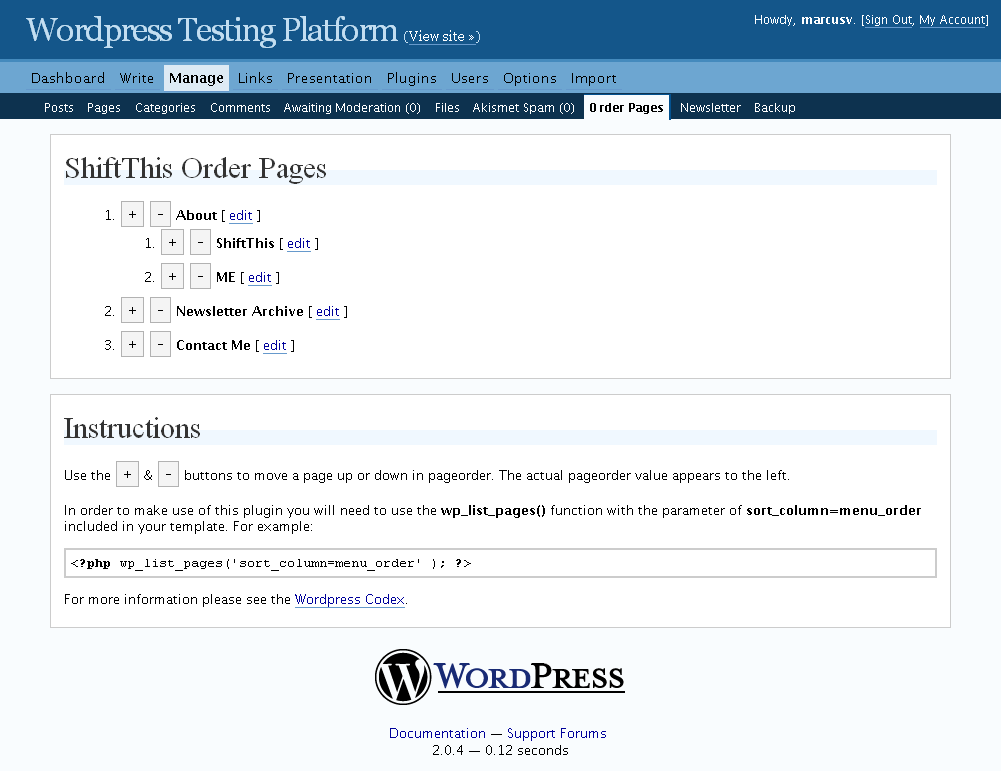 Wordpress Testing Platform (View site »)
Howdy, marcusv. [Sign Out, My Account]
Dashboard Write Manage Links Presentation Plugins Users Options Import
Posts Pages Categories Comments Awaiting Moderation (0) Files Akismet Spam (0) Order Pages Newsletter Backup
ShiftThis Order Pages
1. + - About [ edit ]
1. + - ShiftThis [ edit ]
2. + - ME [ edit ]
2. + - Newsletter Archive [ edit ]
3. + - Contact Me [ edit ]
Instructions
Use the + & - buttons to move a page up or down in pageorder. The actual pageorder value appears to the left.
In order to make use of this plugin you will need to use the wp_list_pages() function with the parameter of sort_column=menu_order
included in your template. For example:
<?php wp_list_pages('sort_column=menu_order' ); ?>
For more information please see the Wordpress Codex.
W WORDPRESS
Documentation — Support Forums
2.0.4 — 0.12 seconds